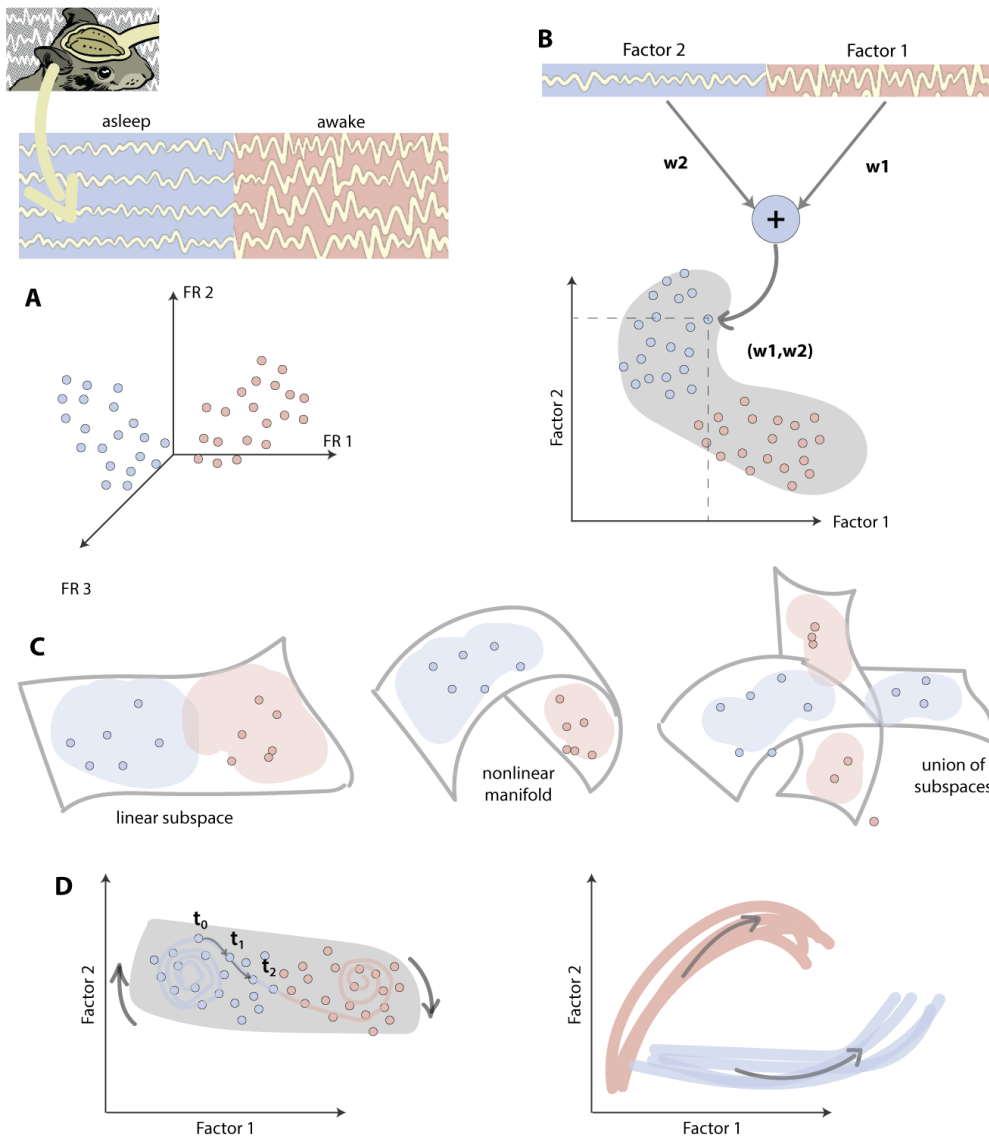 asleep
awake
B
Factor 2
Factor 1
w2
w1
+
A
FR 2
FR 1
FR 3
(w1,w2)
Factor 2
Factor 1
C
linear subspace
nonlinear
manifold
union of
subspaces
D
t0
t1
t2
Factor 2
Factor 1
Factor 2
Factor 1